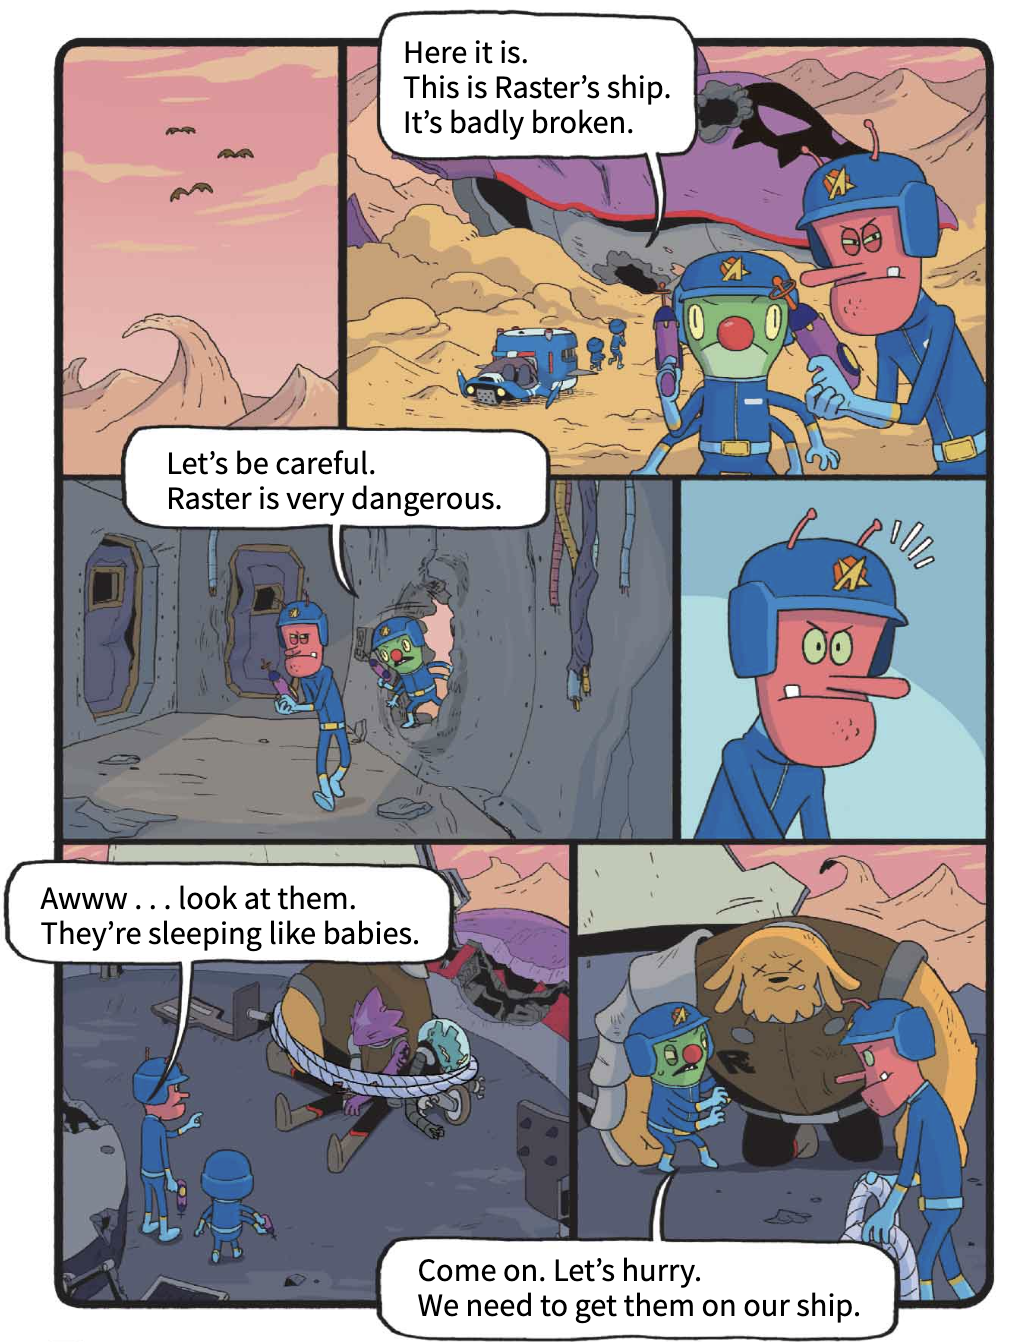 Here it is.
This is Raster’s ship.
It’s badly broken.
Let’s be careful.
Raster is very dangerous.
Awww . . . look at them.
They’re sleeping like babies.
R
Come on. Let’s hurry.
We need to get them on our ship.